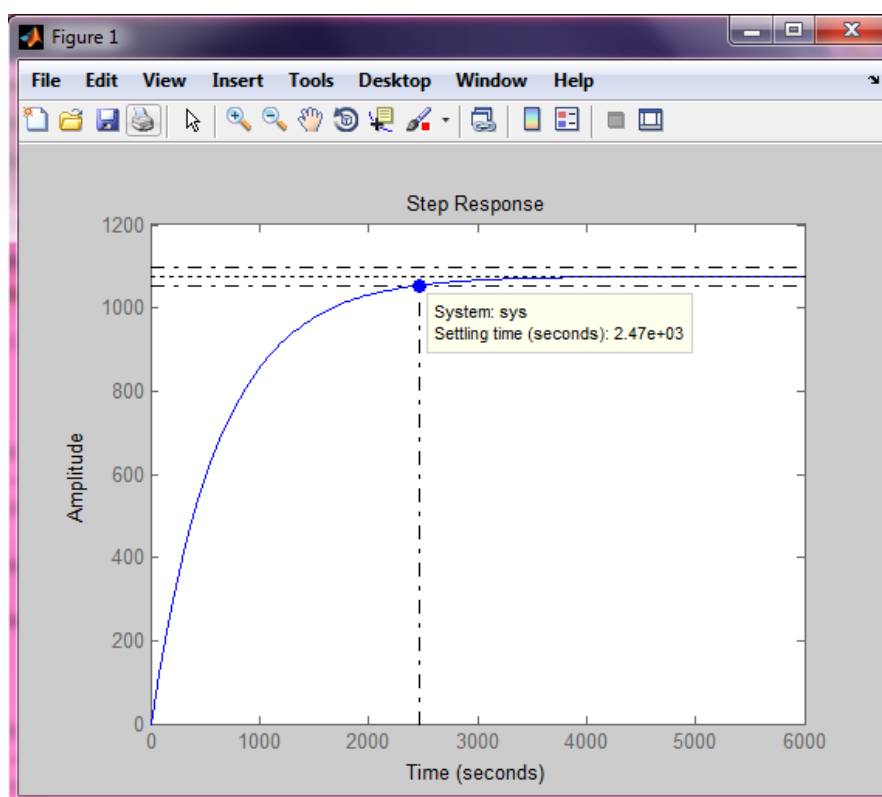 Figure 1
File Edit View Insert Tools Desktop Window Help
Step Response
1200
1000
800
600
400
200
0
Amplitude
System: sys
Settling time (seconds): 2.47e+03
0 1000 2000 3000 4000 5000 6000
Time (seconds)